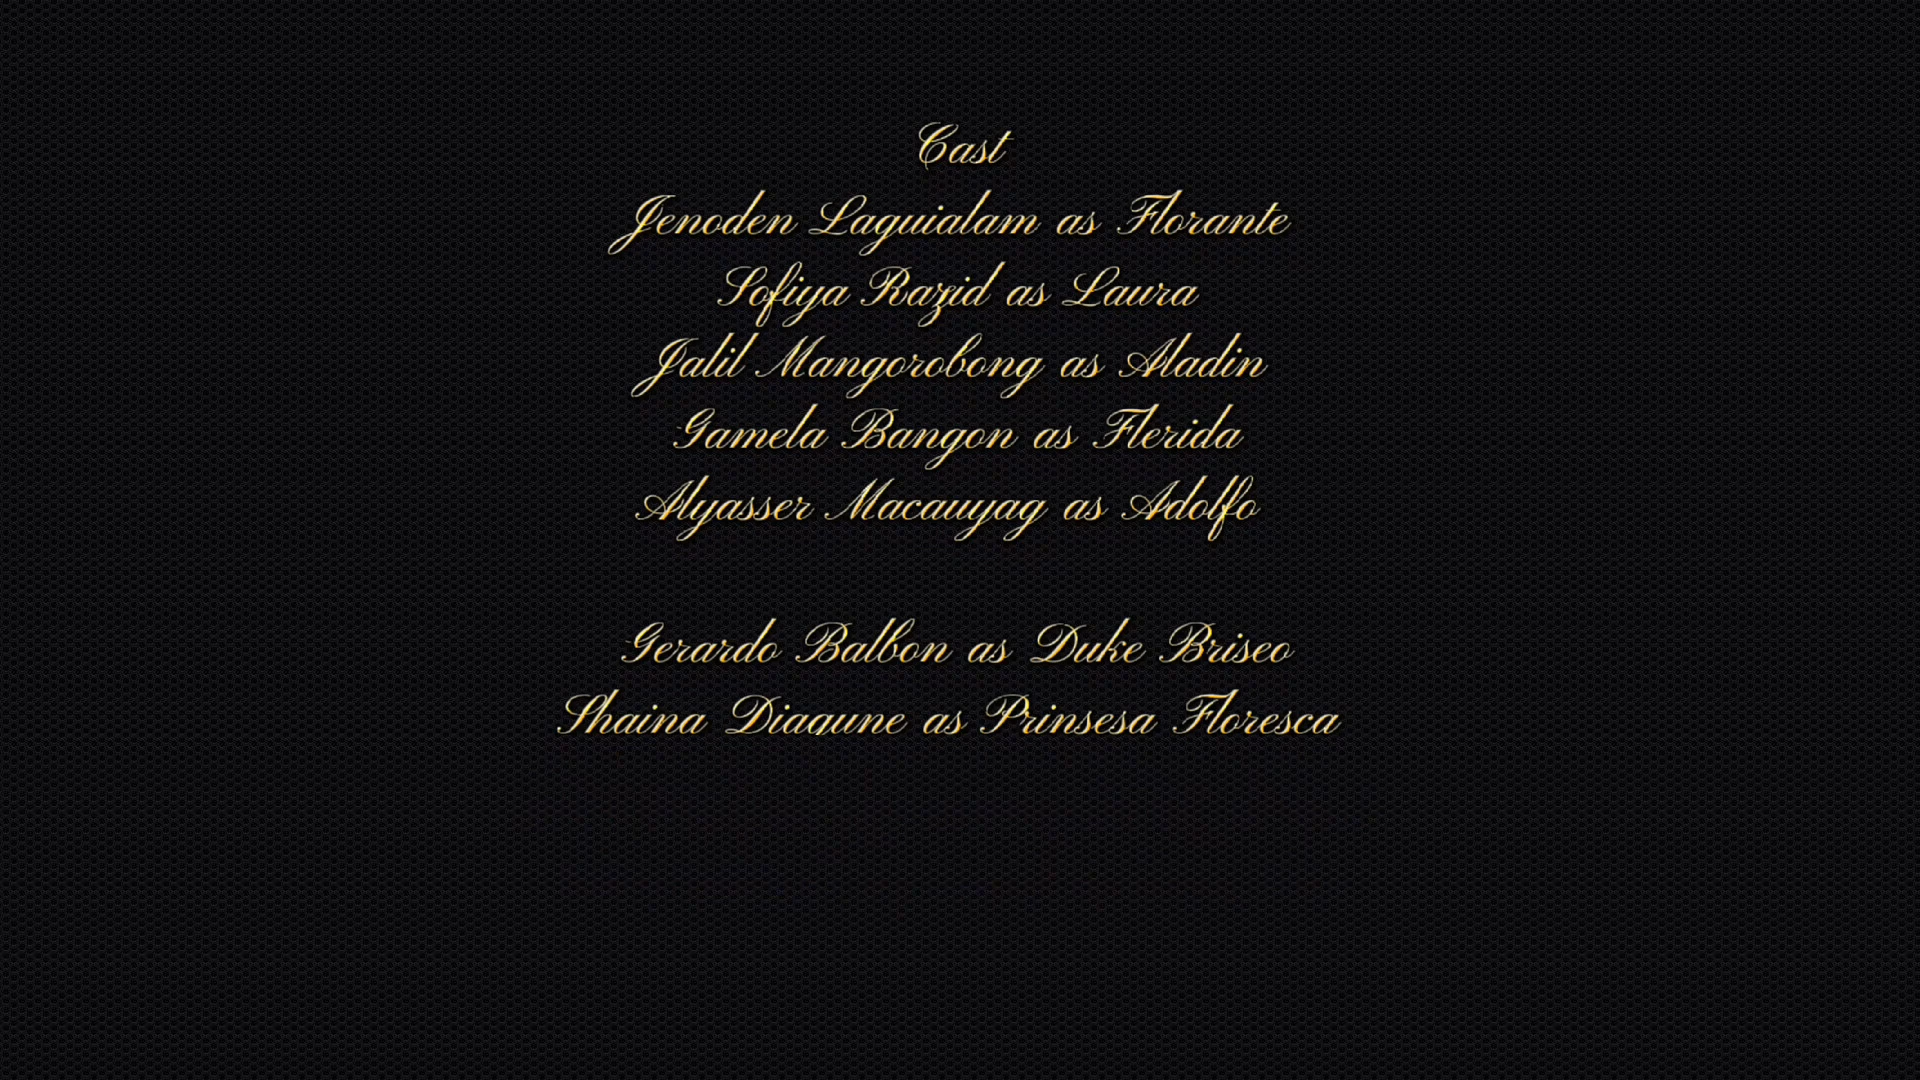 Cast
Jenoden Laguialam as Florante
Sofiya Razid as Laura
Jalil Mangorobong as Aladin
Gamela Bangon as Flerida
Alyasser Macauyag as Adolfo
Gerardo Balbon as Duke Briseo
Shaina Diagune as Prinsesa Floresca